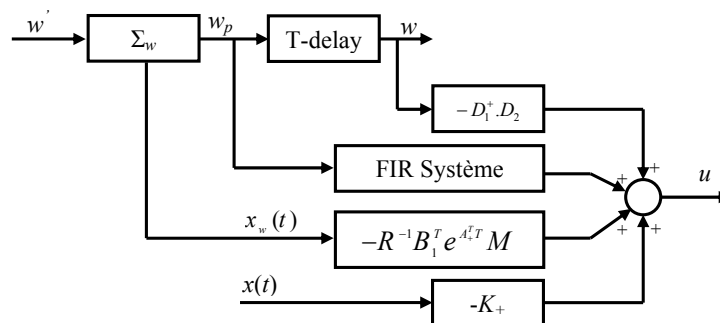 w' Σ_w w_p T-delay w
− D_1^+ .D_2
FIR Système
u
x_w(t) −R^{-1} B_1^T e^{A_+^T T} M
x(t) -K_+
+ + + +